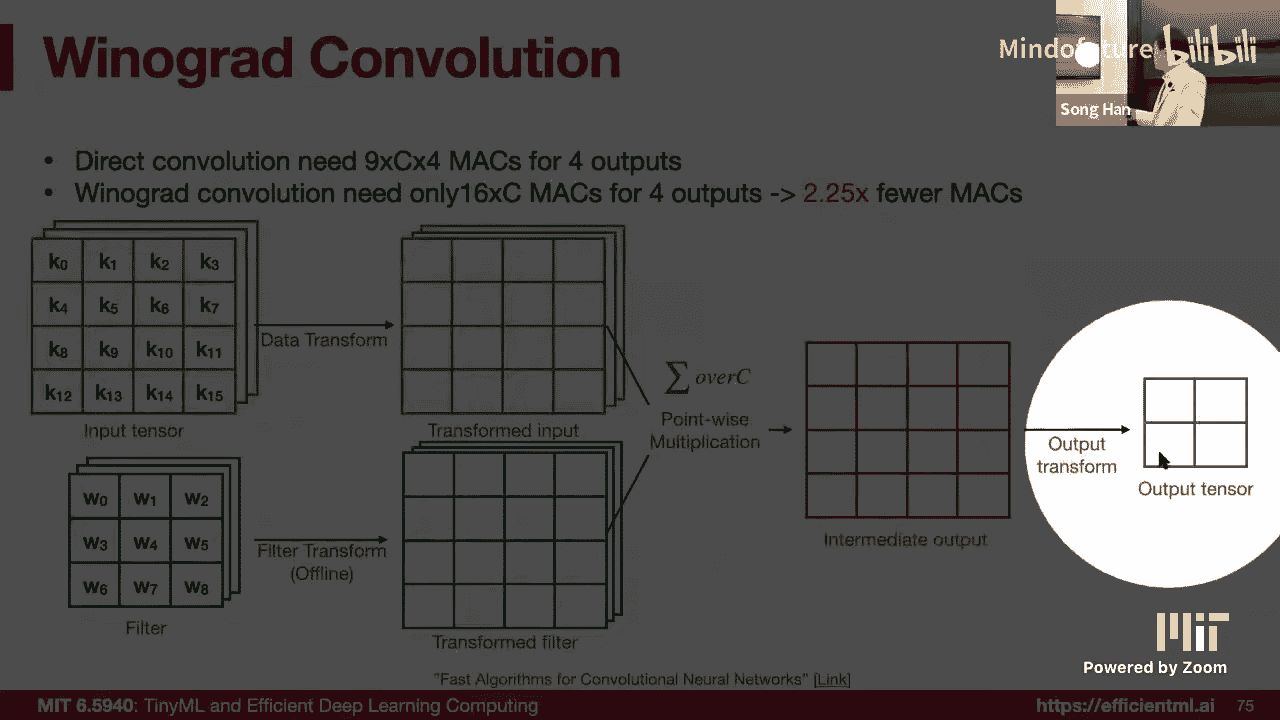 Winograd Convolution
Mindofuture bilibili
Song Han
• Direct convolution need 9xCx4 MACs for 4 outputs
• Winograd convolution need only16xC MACs for 4 outputs -> 2.25x fewer MACs
k0 k1 k2 k3
k4 k5 k6 k7
k8 k9 k10 k11
k12 k13 k14 k15
Input tensor
Data Transform
Transformed input
w0 w1 w2
w3 w4 w5
w6 w7 w8
Filter
Filter Transform
(Offline)
Transformed filter
∑ overC
Point-wise
Multiplication
Intermediate output
Output
transform
Output tensor
MIT
Powered by Zoom
"Fast Algorithms for Convolutional Neural Networks" [Link]
MIT 6.5940: TinyML and Efficient Deep Learning Computing
https://efficientml.ai 75